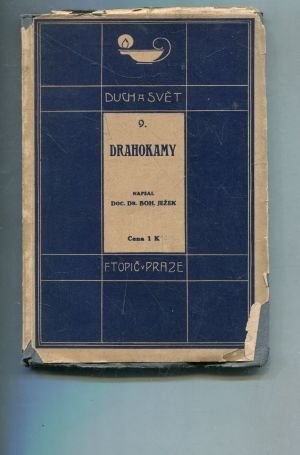 DUCH A SVĚT
9.
DRAHOKAMY
NAPSAL
DOC. DR. BOH. JEŽEK
Cena 1 K
F. TOPIČ V PRAZE